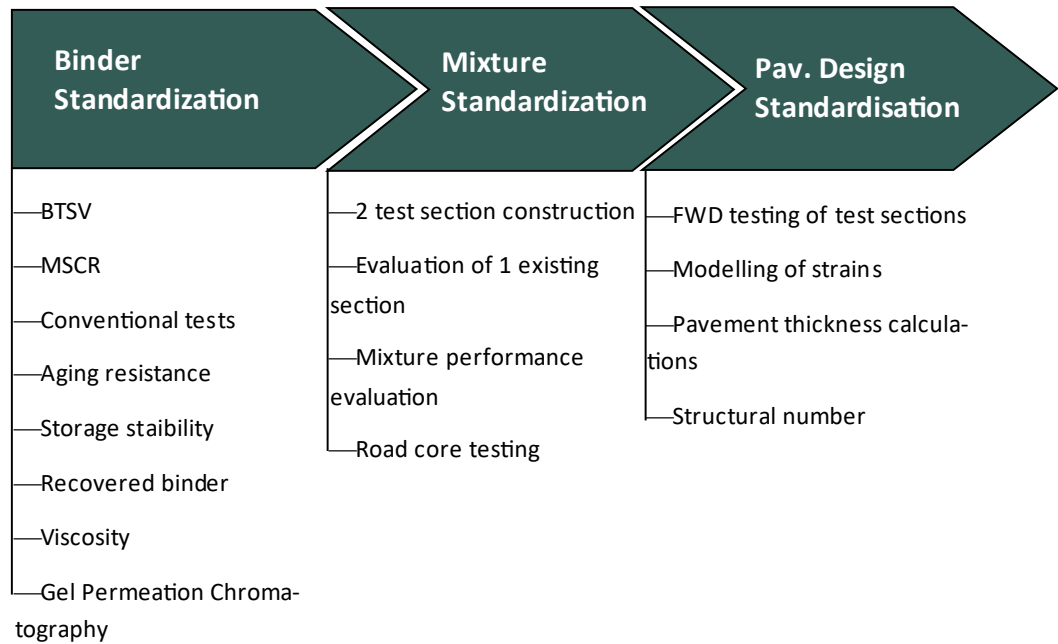 Binder
Standardization
Mixture
Standardization
Pav. Design
Standardisation
—BTSV
—MSCR
—Conventional tests
—Aging resistance
—Storage staibility
—Recovered binder
—Viscosity
—Gel Permeation Chroma-
tography
—2 test section construction
—Evaluation of 1 existing
section
—Mixture performance
evaluation
—Road core testing
—FWD testing of test sections
—Modelling of strains
—Pavement thickness calcula-
tions
—Structural number